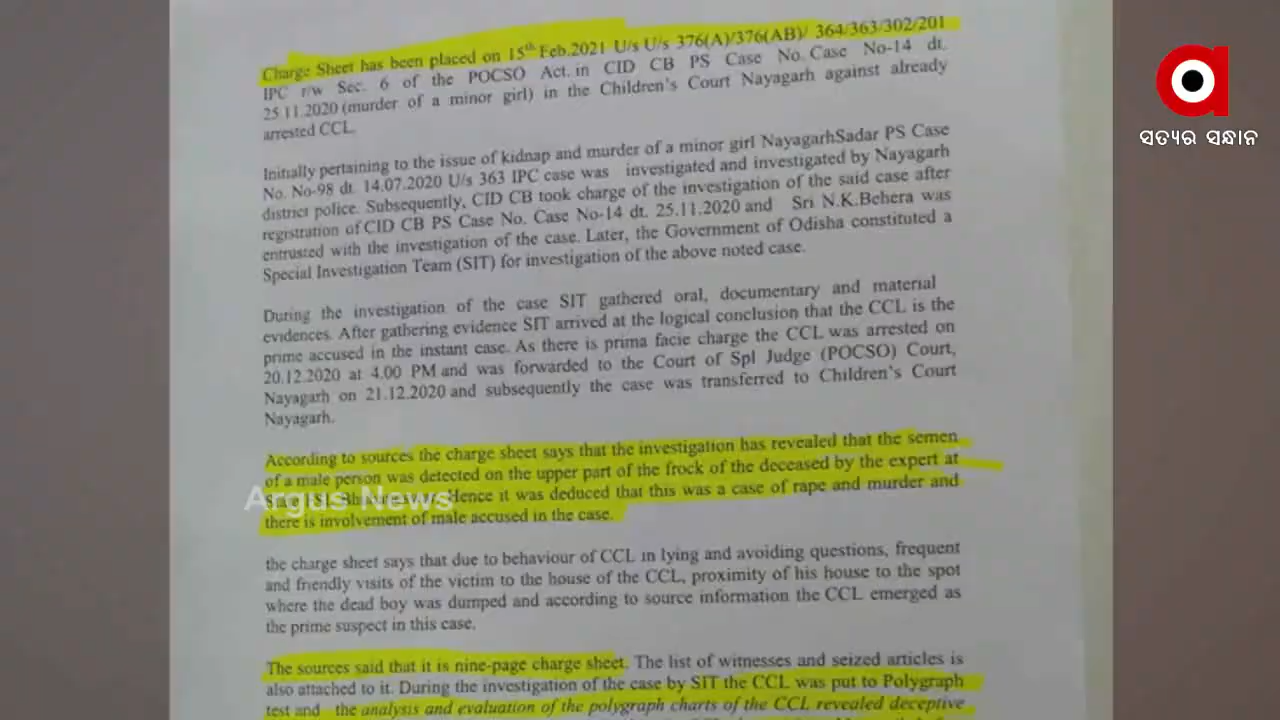 Charge Sheet has been placed on 15th Feb.2021 U/s U/s 376(A)/376(AB)/ 364/363/302/201
IPC r/w Sec. 6 of the POCSO Act. in CID CB PS Case No. Case No-14 dt.
25.11.2020 (murder of a minor girl) in the Children's Court Nayagarh against already
arrested CCL.
Initially pertaining to the issue of kidnap and murder of a minor girl NayagarhSadar PS Case
No. No-98 dt. 14.07.2020 U/s 363 IPC case was investigated and investigated by Nayagarh
district police. Subsequently, CID CB took charge of the investigation of the said case after
registration of CID CB PS Case No. Case No-14 dt. 25.11.2020 and Sri N.K.Behera was
entrusted with the investigation of the case. Later, the Government of Odisha constituted a
Special Investigation Team (SIT) for investigation of the above noted case.
During the investigation of the case SIT gathered oral, documentary and material
evidences. After gathering evidence SIT arrived at the logical conclusion that the CCL is the
prime accused in the instant case. As there is prima facie charge the CCL was arrested on
20.12.2020 at 4.00 PM and was forwarded to the Court of Spl Judge (POCSO) Court,
Nayagarh on 21.12.2020 and subsequently the case was transferred to Children's Court
Nayagarh.
According to sources the charge sheet says that the investigation has revealed that the semen
of a male person was detected on the upper part of the frock of the deceased by the expert at
Hence it was deduced that this was a case of rape and murder and
there is involvement of male accused in the case.
the charge sheet says that due to behaviour of CCL in lying and avoiding questions, frequent
and friendly visits of the victim to the house of the CCL, proximity of his house to the spot
where the dead boy was dumped and according to source information the CCL emerged as
the prime suspect in this case.
The sources said that it is nine-page charge sheet. The list of witnesses and seized articles is
also attached to it. During the investigation of the case by SIT the CCL was put to Polygraph
test and the analysis and evaluation of the polygraph charts of the CCL revealed deceptive
Argus News
ସତ୍ୟର ସନ୍ଧାନ